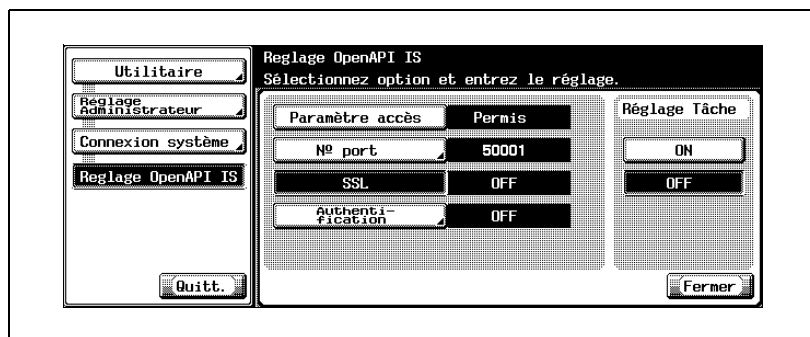 Utilitaire
Réglage
Administrateur
Connexion système
Reglage OpenAPI IS
Quitt.
Reglage OpenAPI IS
Sélectionnez option et entrez le réglage.
Paramètre accès Permis
Nº port 50001
SSL OFF
Authenti-
fication OFF
Réglage Tâche
ON
OFF
Fermer